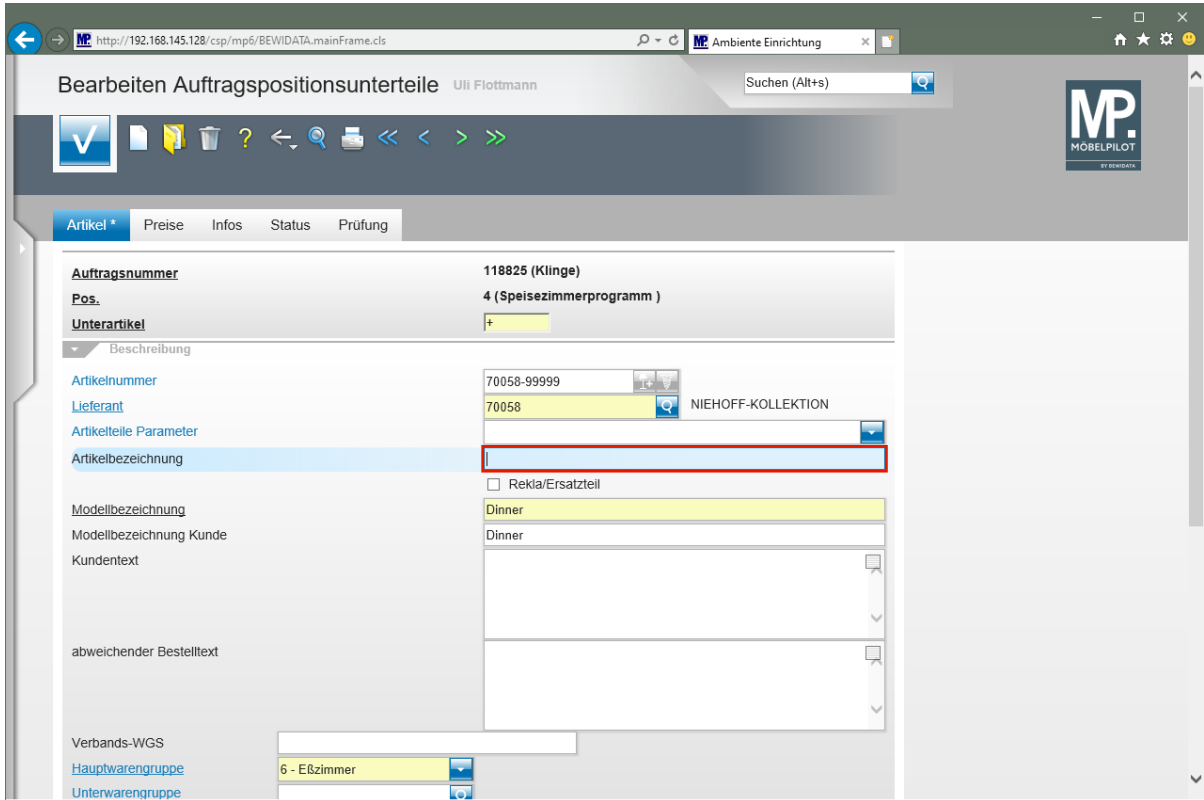 http://192.168.145.128/csp/mp6/BEWIDATA.mainFrame.cls
MP. Ambiente Einrichtung
Bearbeiten Auftragspositionsunterteile Uli Flottmann
Suchen (Alt+s)
MP.
MÖBELPILOT
BY BEWIDATA
Artikel * Preise Infos Status Prüfung
Auftragsnummer 118825 (Klinge)
Pos. 4 (Speisezimmerprogramm )
Unterartikel +
Beschreibung
Artikelnummer 70058-99999
Lieferant 70058 NIEHOFF-KOLLEKTION
Artikelteile Parameter
Artikelbezeichnung
Rekla/Ersatzteil
Modellbezeichnung Dinner
Modellbezeichnung Kunde Dinner
Kundentext
abweichender Bestelltext
Verbands-WGS
Hauptwarengruppe 6 - Eßzimmer
Unterwarengruppe